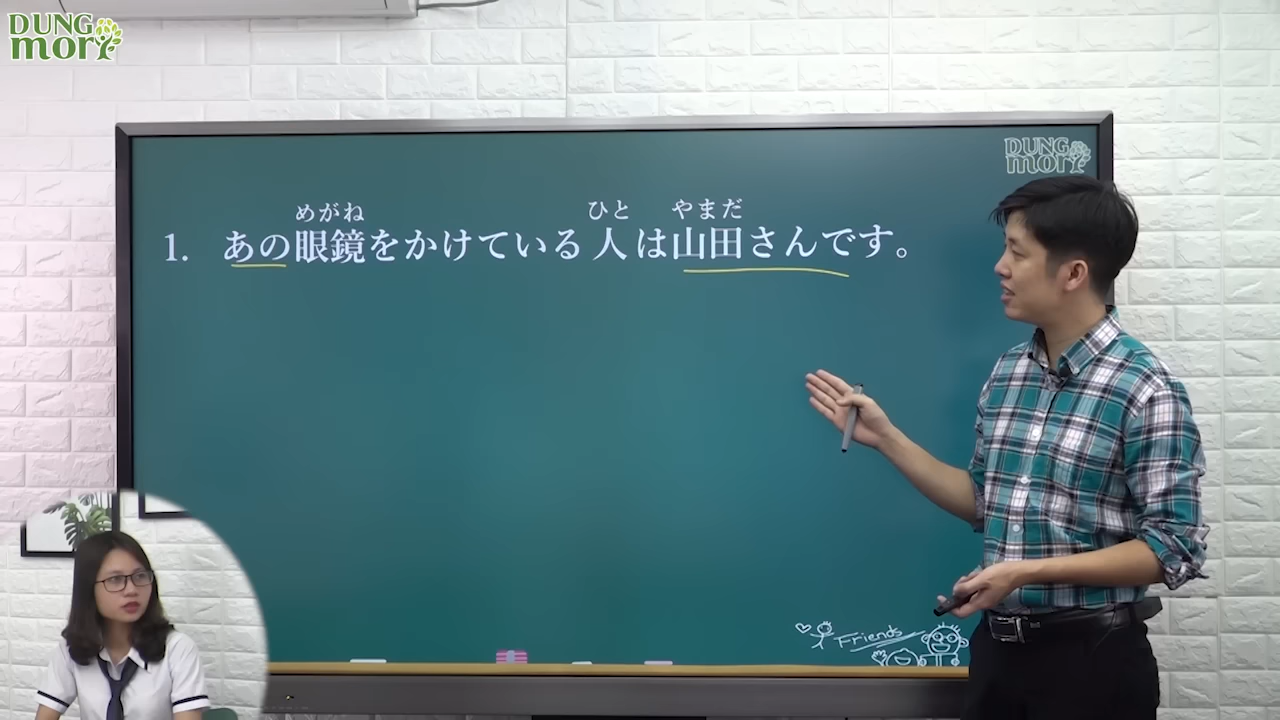 DUNG
mori
DUNG
mori
めがね ひと やまだ
1. あの眼鏡をかけている人は山田さんです。
Friends